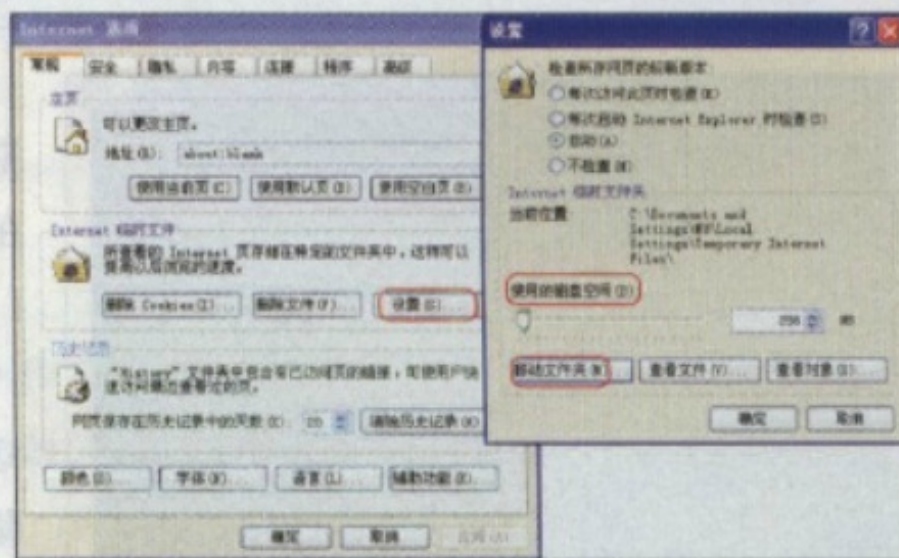 Internet 选项
常规 安全 隐私 内容 连接 程序 高级
主页
可以更改主页。
地址(R): about:blank
使用当前页(C) 使用默认页(D) 使用空白页(B)
Internet 临时文件
所查看的 Internet 页存储在特定的文件夹中，这样可以
提高以后浏览的速度。
删除 Cookies(I)... 删除文件(F)... 设置(S)...
历史记录
“History”文件夹中包含有已访问页的链接，可使用户快
速访问最近查看过的页。
网页保存在历史记录中的天数(K): 20 清除历史记录(H)
颜色(O)... 字体(N)... 语言(L)... 辅助功能(E)...
确定 取消 应用(A)
设置
检查所存网页的较新版本
每次访问此页时检查(E)
每次启动 Internet Explorer 时检查(S)
自动(A)
不检查(N)
Internet 临时文件夹
当前位置 C:\Documents and
Settings\
Local
Settings\Temporary Internet
Files\
使用的磁盘空间(D)
MB
移动文件夹(M)... 查看文件(V)... 查看对象(O)...
确定 取消